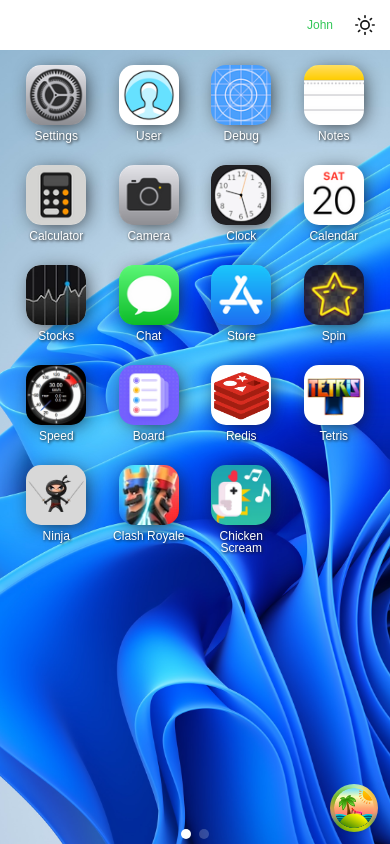 John
Settings
User
Debug
Notes
Calculator
Camera
Clock
SAT
20
Calendar
Stocks
Chat
Store
Spin
Speed
Board
Redis
TETRIS
Tetris
Ninja
Clash Royale
Chicken
Scream